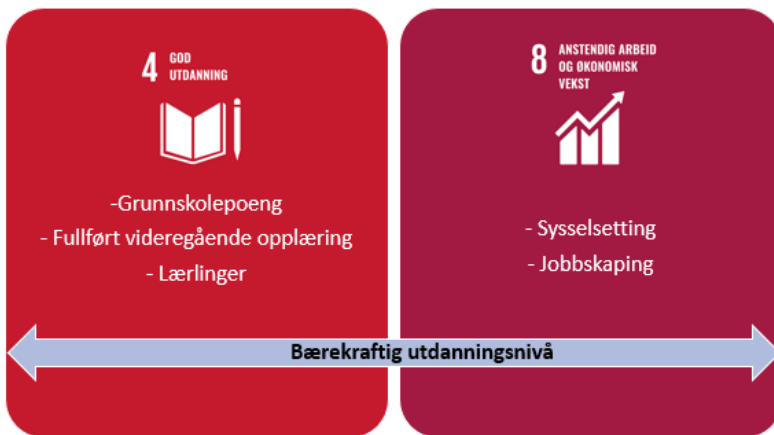 4 GOD
UTDANNING
-Grunnskolepoeng
- Fullført videregående opplæring
- Lærlinger
8 ANSTENDIG ARBEID
OG ØKONOMISK
VEKST
- Sysselsetting
- Jobbskaping
Bærekraftig utdanningsnivå